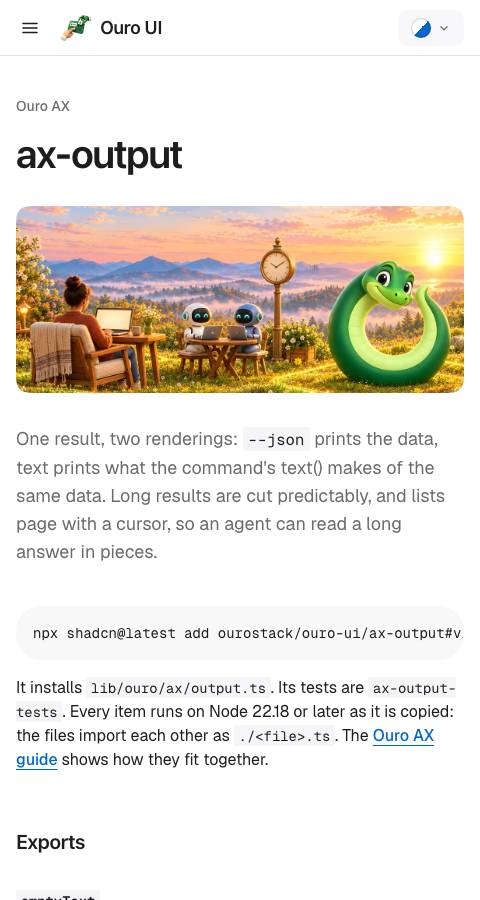 Ouro UI
Ouro AX
ax-output
One result, two renderings: --json prints the data,
text prints what the command's text() makes of the
same data. Long results are cut predictably, and lists
page with a cursor, so an agent can read a long
answer in pieces.
npx shadcn@latest add ourostack/ouro-ui/ax-output#v
It installs lib/ouro/ax/output.ts. Its tests are ax-output-
tests. Every item runs on Node 22.18 or later as it is copied:
the files import each other as ./<file>.ts. The Ouro AX
guide shows how they fit together.
Exports
emptyText